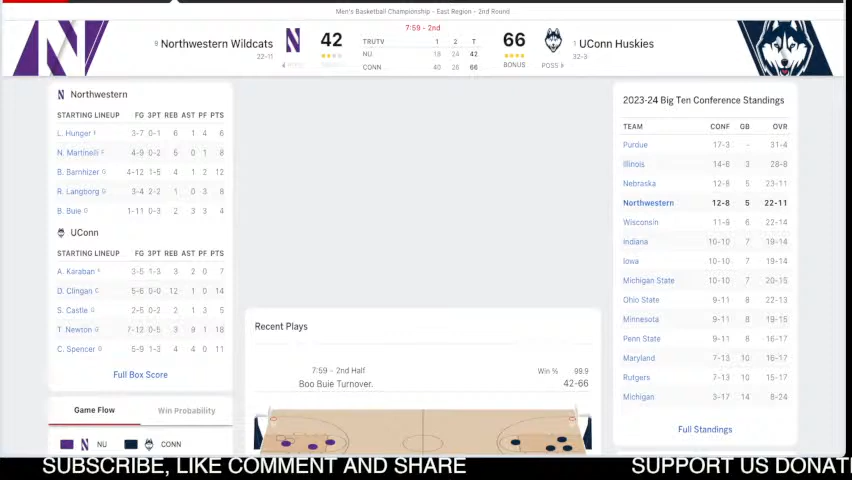 Men's Basketball Championship - East Region - 2nd Round
9 Northwestern Wildcats
22-11
42
7:59 - 2nd
TRUTV 1 2 T
NU 18 24 42
CONN 40 26 66
66
BONUS
POSS
1 UConn Huskies
32-3
Northwestern
STARTING LINEUP FG 3PT REB AST PF PTS
L. Hunger F 3-7 0-1 6 1 4 6
N. Martinelli F 4-9 0-2 5 0 1 8
B. Barnhizer G 4-12 1-5 4 1 2 12
R. Langborg G 3-4 2-2 1 0 3 8
B. Buie G 1-11 0-3 2 3 3 4
UConn
STARTING LINEUP FG 3PT REB AST PF PTS
A. Karaban F 3-5 1-3 3 2 0 7
D. Clingan C 5-6 0-0 12 1 0 14
S. Castle G 2-5 0-2 2 1 3 5
T. Newton G 7-12 0-5 3 9 1 18
C. Spencer G 5-9 1-3 4 4 0 11
Full Box Score
Game Flow Win Probability
NU CONN
Recent Plays
7:59 - 2nd Half Win % 99.9
Boo Buie Turnover. 42-66
2023-24 Big Ten Conference Standings
TEAM CONF GB OVR
Purdue 17-3 - 31-4
Illinois 14-6 3 28-8
Nebraska 12-8 5 23-11
Northwestern 12-8 5 22-11
Wisconsin 11-9 6 22-14
Indiana 10-10 7 19-14
Iowa 10-10 7 19-14
Michigan State 10-10 7 20-15
Ohio State 9-11 8 22-13
Minnesota 9-11 8 19-15
Penn State 9-11 8 16-17
Maryland 7-13 10 16-17
Rutgers 7-13 10 15-17
Michigan 3-17 14 8-24
Full Standings
SUBSCRIBE, LIKE COMMENT AND SHARE SUPPORT US DONATI